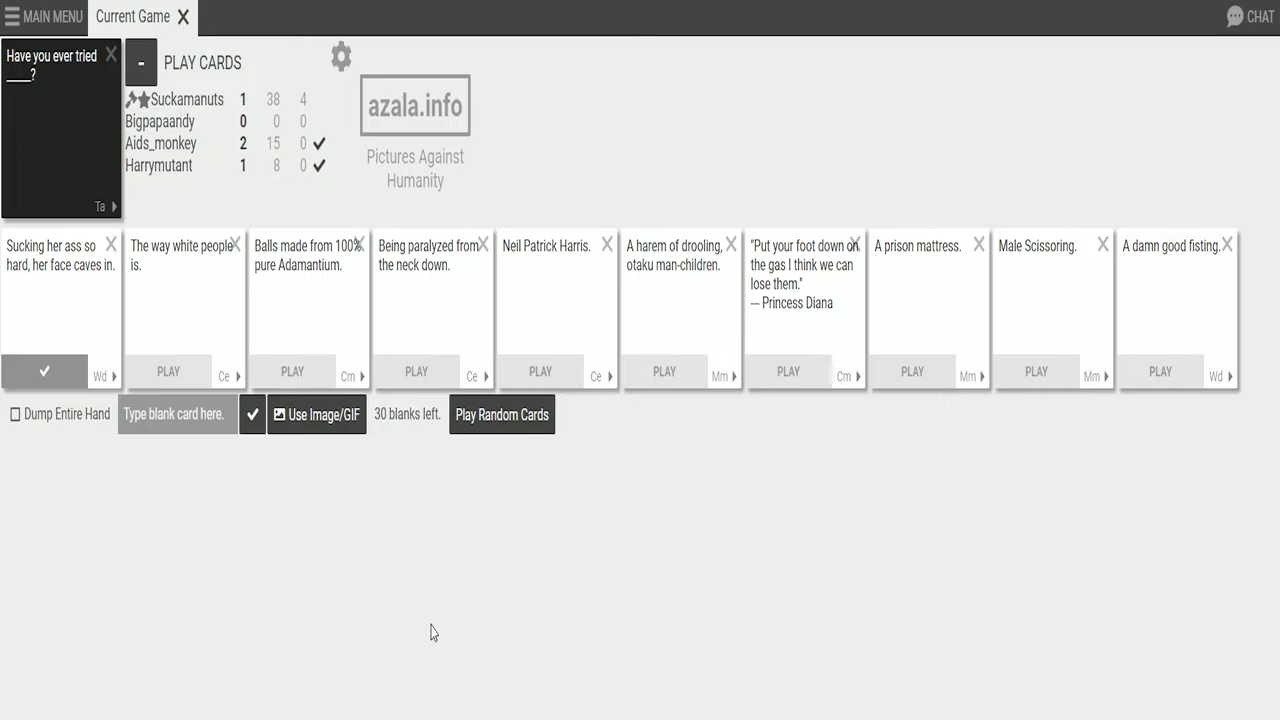 MAIN MENU
Current Game
CHAT
Have you ever tried
_____?
Ta
-
PLAY CARDS
Suckamanuts 1 38 4
Bigpapaandy 0 0 0
Aids_monkey 2 15 0
Harrymutant 1 8 0
azala.info
Pictures Against
Humanity
Sucking her ass so
hard, her face caves in.
Wd
The way white people
is.
PLAY
Ce
Balls made from 100%
pure Adamantium.
PLAY
Cm
Being paralyzed from
the neck down.
PLAY
Ce
Neil Patrick Harris.
PLAY
Ce
A harem of drooling,
otaku man-children.
PLAY
Mm
"Put your foot down on
the gas I think we can
lose them."
--- Princess Diana
PLAY
Cm
A prison mattress.
PLAY
Mm
Male Scissoring.
PLAY
Mm
A damn good fisting.
PLAY
Wd
Dump Entire Hand
Type blank card here.
Use Image/GIF
30 blanks left.
Play Random Cards